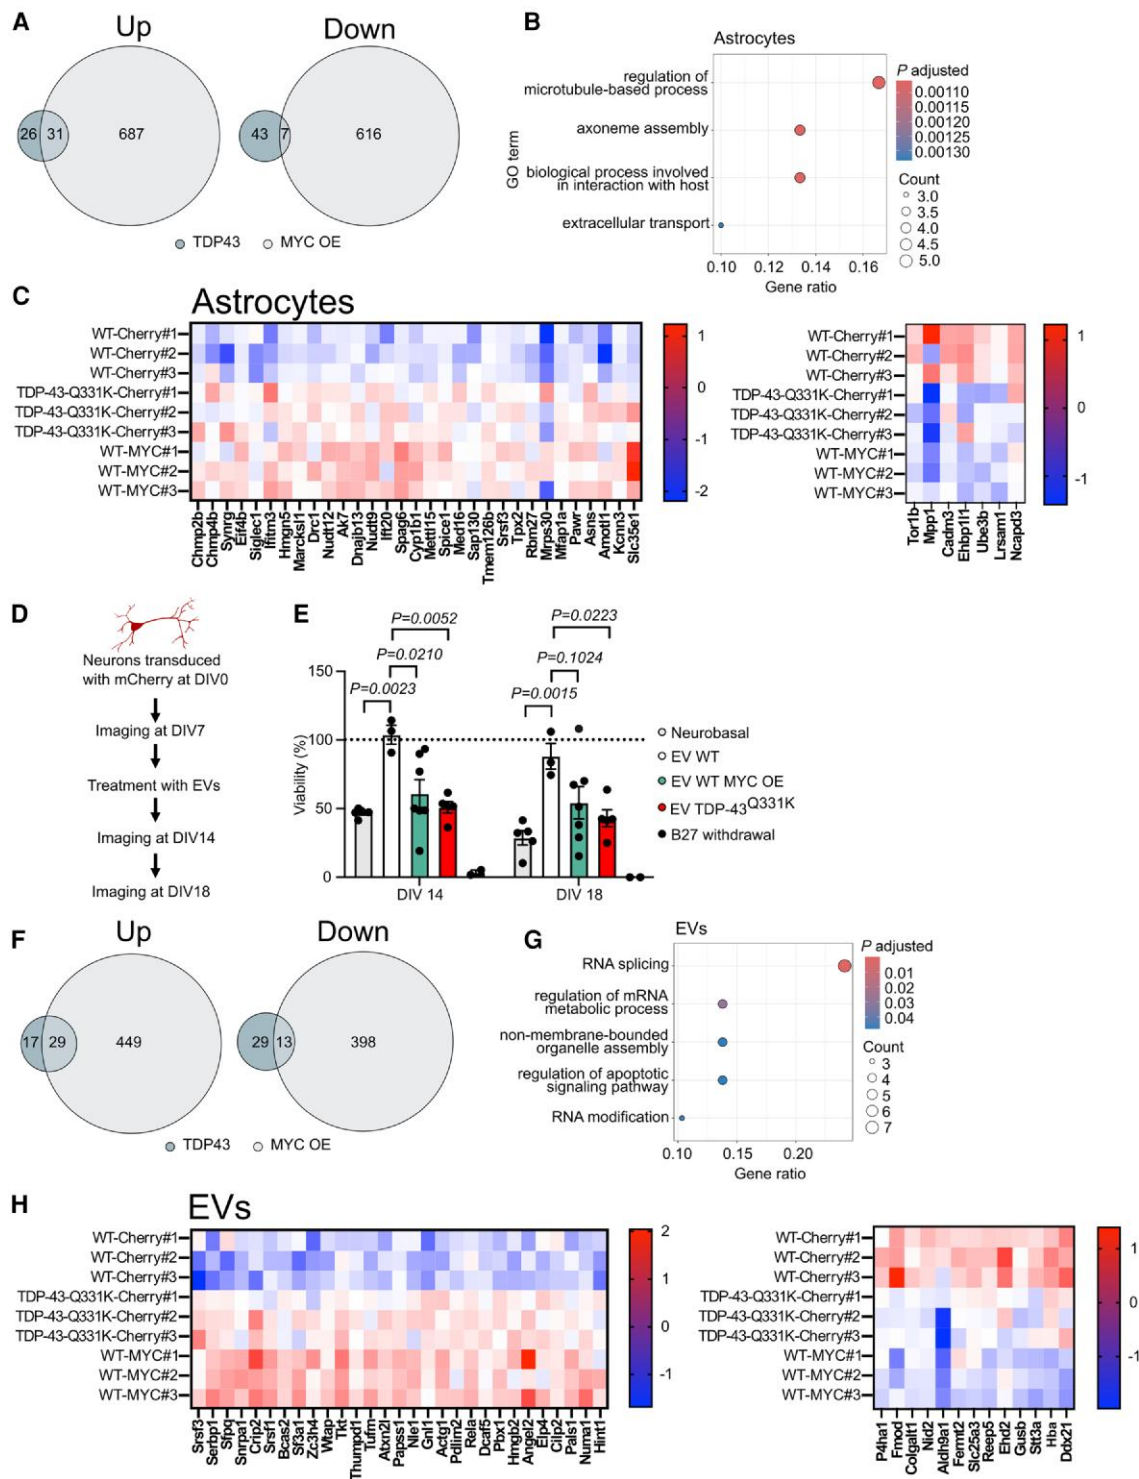 A
Up
Down
26
31
687
43
7
616
TDP43
MYC OE
B
Astrocytes
GO term
regulation of
microtubule-based process
axoneme assembly
biological process involved
in interaction with host
extracellular transport
0.10
0.12
0.14
0.16
Gene ratio
P adjusted
0.00110
0.00115
0.00120
0.00125
0.00130
Count
3.0
3.5
4.0
4.5
5.0
C
Astrocytes
WT-Cherry#1
WT-Cherry#2
WT-Cherry#3
TDP-43-Q331K-Cherry#1
TDP-43-Q331K-Cherry#2
TDP-43-Q331K-Cherry#3
WT-MYC#1
WT-MYC#2
WT-MYC#3
Chmp2b
Chmp4b
Synrg
Eif4b
Siglec1
Ifitm3
Hmgn5
Marcksl1
Drc1
Nudt12
Ak7
Dnajb13
Nudt9
Ift20
Spag6
Cyp1b1
Mettl15
Spice1
Med16
Sap130
Tmem126b
Srsf3
Tpx2
Rbm27
Mrps30
Mfap1a
Pawr
Asns
Amotl1
Kcnn3
Slc35e1
1
0
-1
-2
WT-Cherry#1
WT-Cherry#2
WT-Cherry#3
TDP-43-Q331K-Cherry#1
TDP-43-Q331K-Cherry#2
TDP-43-Q331K-Cherry#3
WT-MYC#1
WT-MYC#2
WT-MYC#3
Tor1b
Mpp1
Cadm3
Ehbp1l1
Ube3b
Lrsam1
Ncapd3
1
0
-1
D
Neurons transduced
with mCherry at DIV0
Imaging at DIV7
Treatment with EVs
Imaging at DIV14
Imaging at DIV18
E
P=0.0052
P=0.0210
P=0.0023
P=0.0223
P=0.1024
P=0.0015
Viability (%)
150
100
50
0
DIV 14
DIV 18
Neurobasal
EV WT
EV WT MYC OE
EV TDP-43Q331K
B27 withdrawal
F
Up
Down
17
29
449
29
13
398
TDP43
MYC OE
G
EVs
RNA splicing
regulation of mRNA
metabolic process
non-membrane-bounded
organelle assembly
regulation of apoptotic
signaling pathway
RNA modification
0.10
0.15
0.20
Gene ratio
P adjusted
0.01
0.02
0.03
0.04
Count
3
4
5
6
7
H
EVs
WT-Cherry#1
WT-Cherry#2
WT-Cherry#3
TDP-43-Q331K-Cherry#1
TDP-43-Q331K-Cherry#2
TDP-43-Q331K-Cherry#3
WT-MYC#1
WT-MYC#2
WT-MYC#3
Srsf3
Serbp1
Sfpq
Snrpa1
Crip2
Srsf1
Bcas2
Sf3a1
Zc3h4
Wtap
Tkt
Thumpd1
Tufm
Atxn2l
Papss1
Nle1
Gnl1
Actg1
Pdlim2
Rela
Dcaf5
Pbx1
Hmgb2
Angel2
Elp4
Cilp2
Pals1
Numa1
Hint1
2
1
0
-1
WT-Cherry#1
WT-Cherry#2
WT-Cherry#3
TDP-43-Q331K-Cherry#1
TDP-43-Q331K-Cherry#2
TDP-43-Q331K-Cherry#3
WT-MYC#1
WT-MYC#2
WT-MYC#3
P4ha1
Fmod
Colgalt1
Nid2
Aldh9a1
Fermt2
Slc25a3
Reep5
Ehd2
Gusb
Stt3a
Hba
Ddx21
1
0
-1